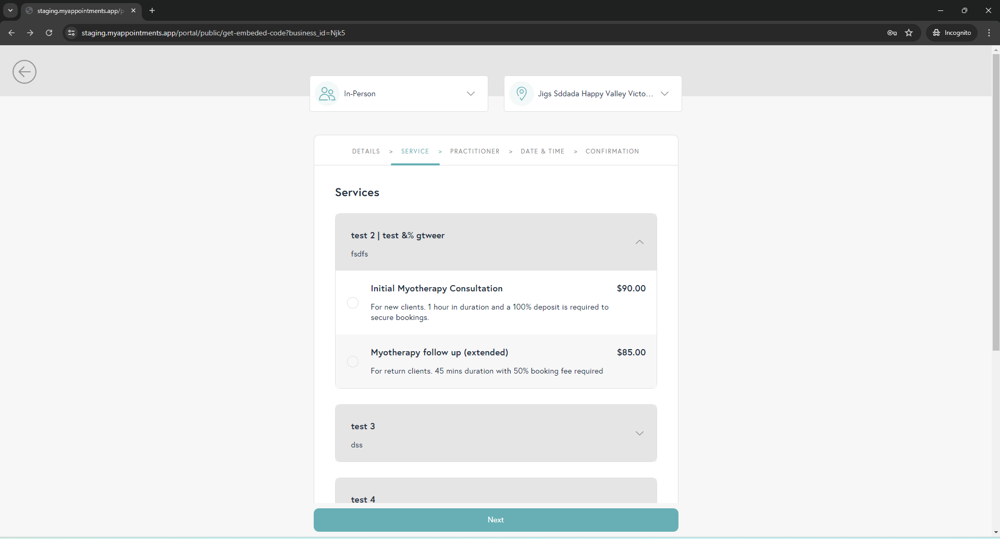 staging.myappointments.app/p
staging.myappointments.app/portal/public/get-embeded-code?business_id=Njk5
Incognito
In-Person
Jigs Sddada Happy Valley Victo...
DETAILS > SERVICE > PRACTITIONER > DATE & TIME > CONFIRMATION
Services
test 2 | test &% gtweer
fsdfs
Initial Myotherapy Consultation $90.00
For new clients. 1 hour in duration and a 100% deposit is required to
secure bookings.
Myotherapy follow up (extended) $85.00
For return clients. 45 mins duration with 50% booking fee required
test 3
dss
test 4
Next